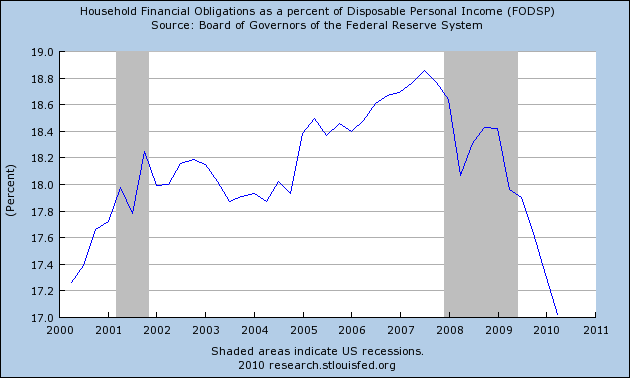 Household Financial Obligations as a percent of Disposable Personal Income (FODSP)
Source: Board of Governors of the Federal Reserve System
19.0
18.8
18.6
18.4
18.2
18.0
17.8
17.6
17.4
17.2
17.0
(Percent)
2000 2001 2002 2003 2004 2005 2006 2007 2008 2009 2010 2011
Shaded areas indicate US recessions.
2010 research.stlouisfed.org